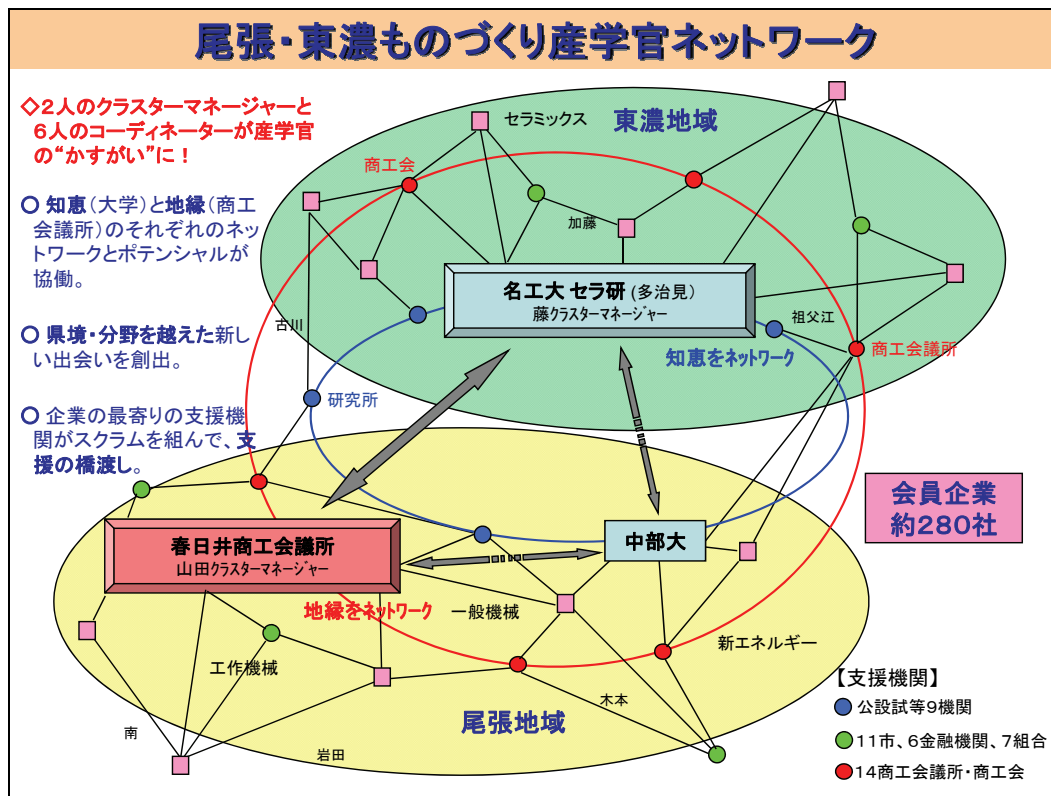 尾張・東濃ものづくり産学官ネットワーク
◇２人のクラスターマネージャーと
６人のコーディネーターが産学官
の“かすがい”に！
○ 知恵（大学）と地縁（商工
会議所）のそれぞれのネッ
トワークとポテンシャルが
協働。
○ 県境・分野を越えた新し
い出会いを創出。
○ 企業の最寄りの支援機
関がスクラムを組んで、支
援の橋渡し。
セラミックス
東濃地域
商工会
加藤
名工大 セラ研 (多治見)
藤クラスターマネージャー
古川
祖父江
知恵をネットワーク
商工会議所
研究所
会員企業
約２８０社
春日井商工会議所
山田クラスターマネージャー
中部大
地縁をネットワーク
一般機械
工作機械
新エネルギー
尾張地域
木本
南
岩田
【支援機関】
公設試等９機関
１１市、６金融機関、７組合
１４商工会議所・商工会